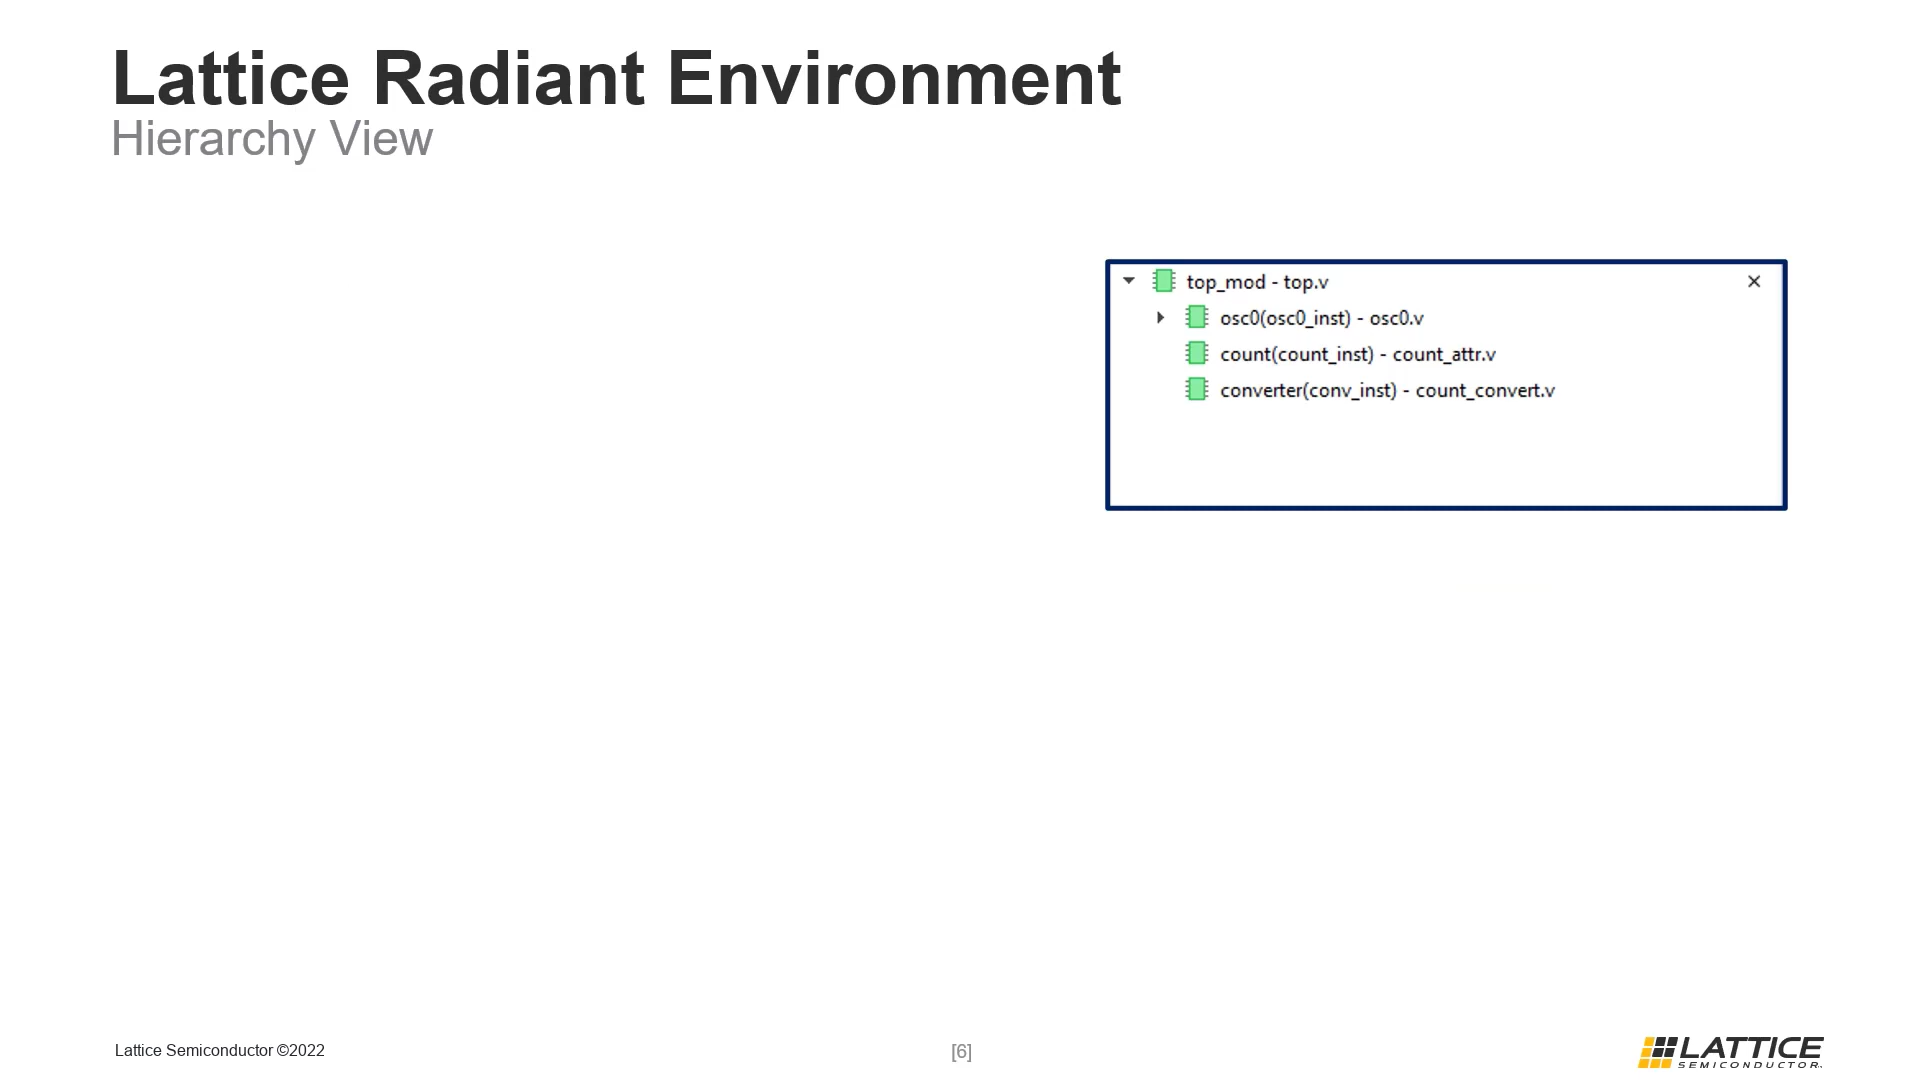 Lattice Radiant Environment
Hierarchy View
top_mod - top.v
osc0(osc0_inst) - osc0.v
count(count_inst) - count_attr.v
converter(conv_inst) - count_convert.v
Lattice Semiconductor ©2022
[6]
LATTICE
SEMICONDUCTOR